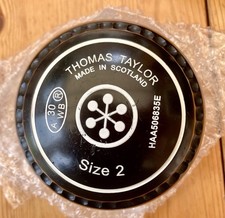 THOMAS TAYLOR
MADE IN SCOTLAND
A 30 ® WB
HAA506835E
Size 2